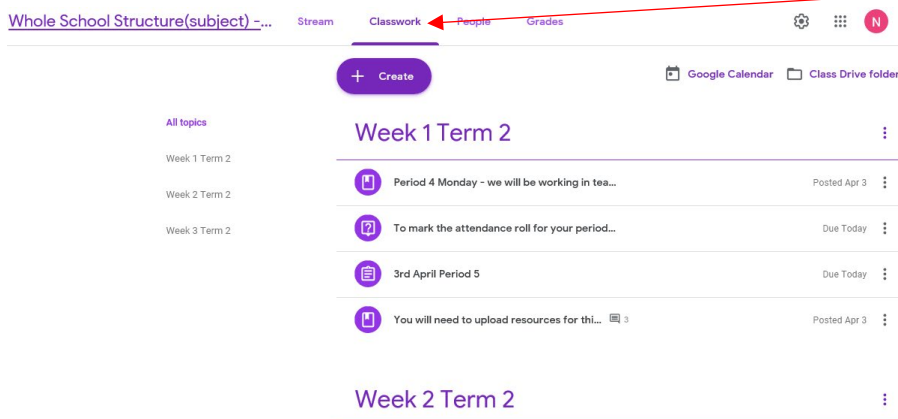 Whole School Structure(subject) -... Stream Classwork People Grades N
+ Create Google Calendar Class Drive folder
All topics
Week 1 Term 2
Week 2 Term 2
Week 3 Term 2
Week 1 Term 2
Period 4 Monday - we will be working in tea... Posted Apr 3
To mark the attendance roll for your period... Due Today
3rd April Period 5 Due Today
You will need to upload resources for thi... 3 Posted Apr 3
Week 2 Term 2